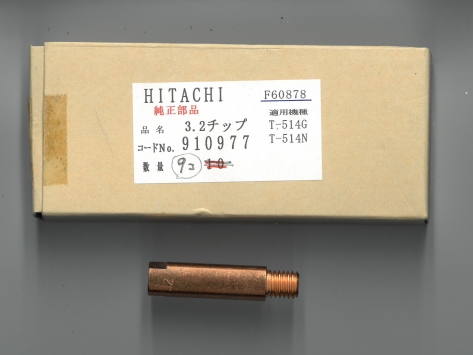 HITACHI
純正部品
F60878
品名 3.2チップ
適用機種
T-514G
T-514N
コードNo. 910977
数量 9コ 10